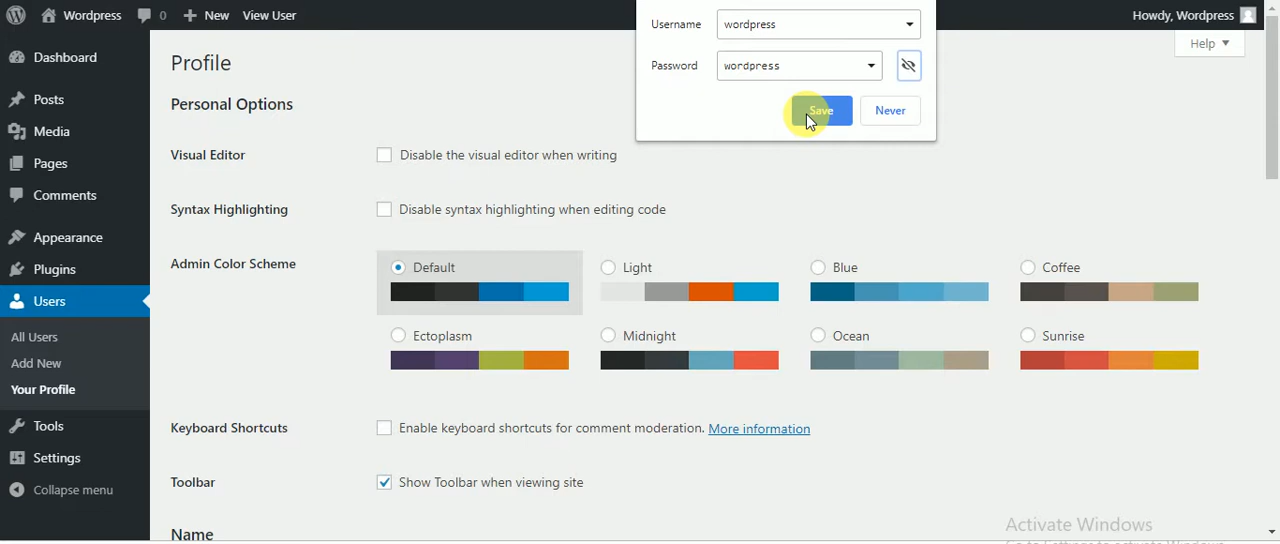 Wordpress 0 New View User Howdy, Wordpress
Username wordpress
Password wordpress
Save Never
Help
Dashboard
Posts
Media
Pages
Comments
Appearance
Plugins
Users
All Users
Add New
Your Profile
Tools
Settings
Collapse menu
Profile
Personal Options
Visual Editor Disable the visual editor when writing
Syntax Highlighting Disable syntax highlighting when editing code
Admin Color Scheme Default Light Blue Coffee
Ectoplasm Midnight Ocean Sunrise
Keyboard Shortcuts Enable keyboard shortcuts for comment moderation. More information
Toolbar Show Toolbar when viewing site
Name
Activate Windows